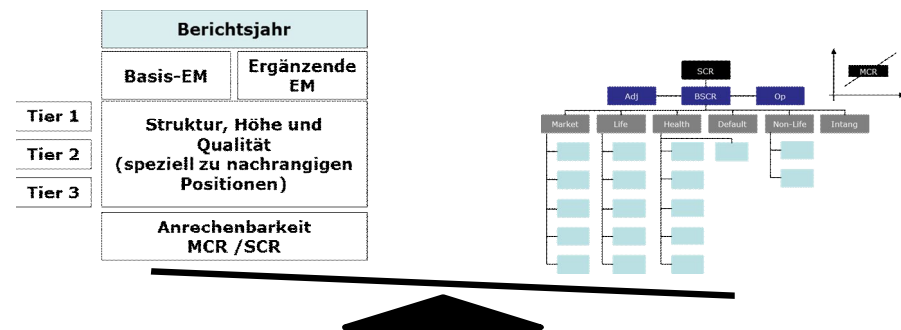 Berichtsjahr
Basis-EM
Ergänzende
EM
Tier 1
Tier 2
Tier 3
Struktur, Höhe und
Qualität
(speziell zu nachrangigen
Positionen)
Anrechenbarkeit
MCR /SCR
SCR
MCR
Adj
BSCR
Op
Market
Life
Health
Default
Non-Life
Intang